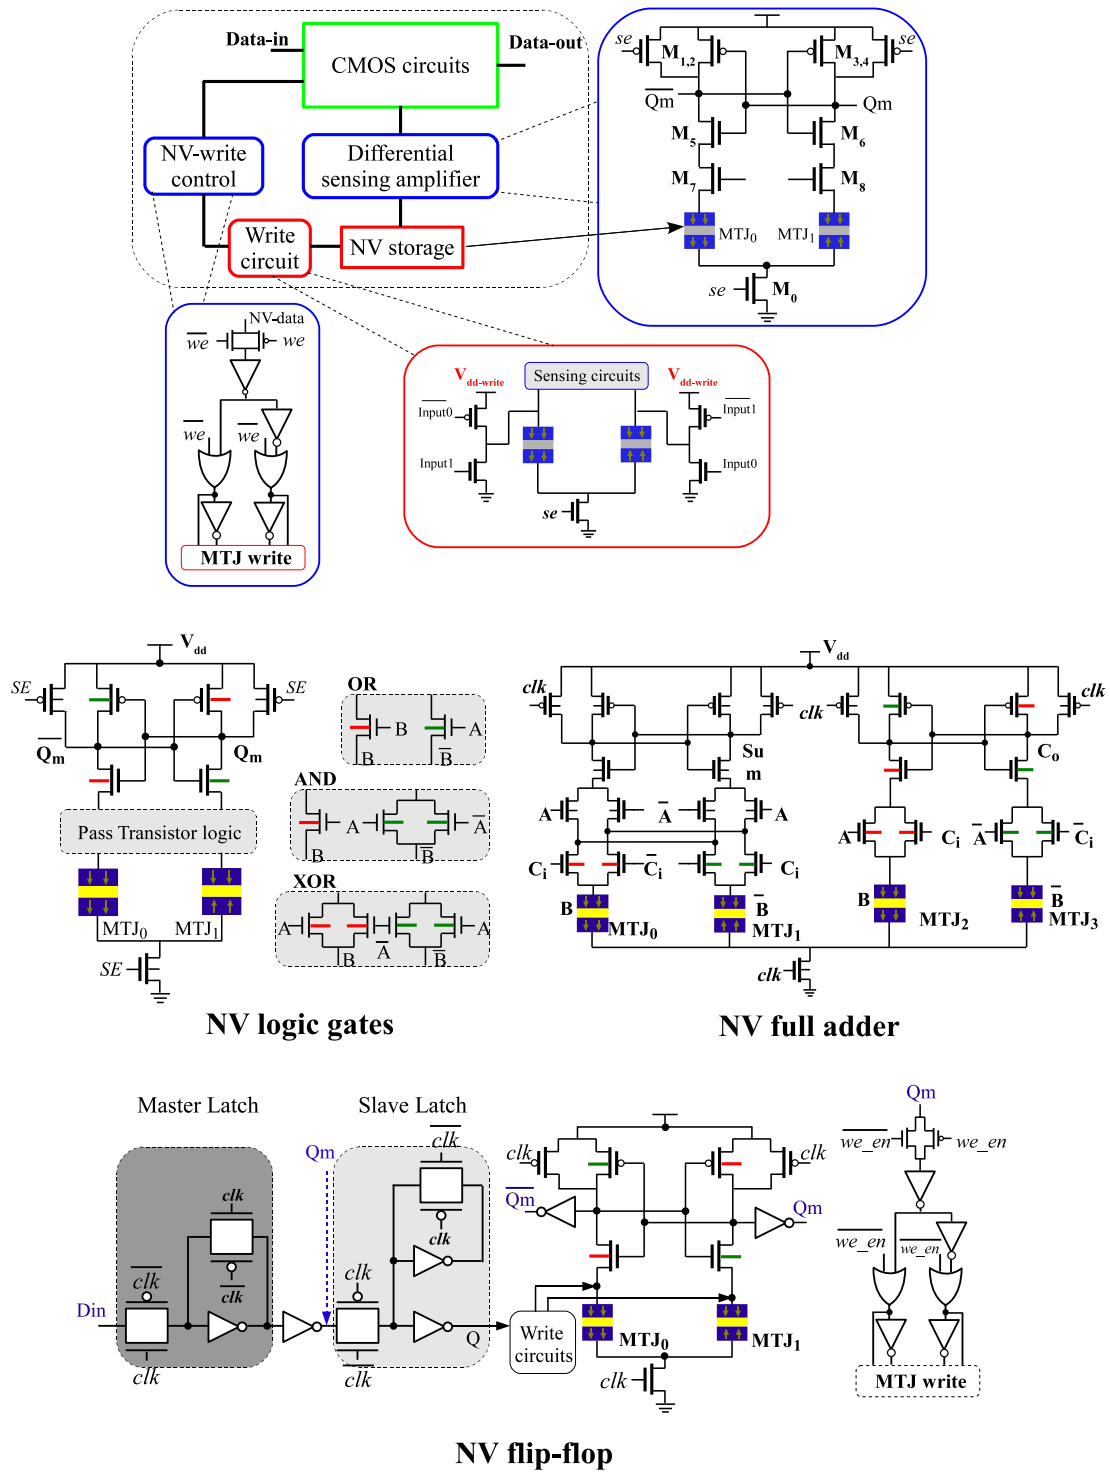 Data-in
Data-out
CMOS circuits
NV-write
control
Differential
sensing amplifier
Write
circuit
NV storage
se
se
M1,2
M3,4
Qm
Qm
M5
M6
M7
M8
MTJ0
MTJ1
se
M0
NV-data
we
we
we
we
MTJ write
Vdd-write
Vdd-write
Sensing circuits
Input0
Input1
Input1
Input0
se
Vdd
SE
SE
Qm
Qm
Pass Transistor logic
MTJ0
MTJ1
SE
OR
B
A
B
B
AND
A
A
B
B
XOR
A
A
A
B
B
NV logic gates
Vdd
clk
clk
clk
Su
m
Co
A
A
A
Ci
Ci
Ci
A
Ci
A
Ci
B
MTJ0
B
MTJ1
B
MTJ2
B
MTJ3
clk
NV full adder
Master Latch
Slave Latch
clk
Qm
clk
clk
clk
clk
clk
Din
clk
clk
Q
Write
circuits
clk
clk
Qm
Qm
MTJ0
MTJ1
clk
Qm
we_en
we_en
we_en
we_en
MTJ write
NV flip-flop